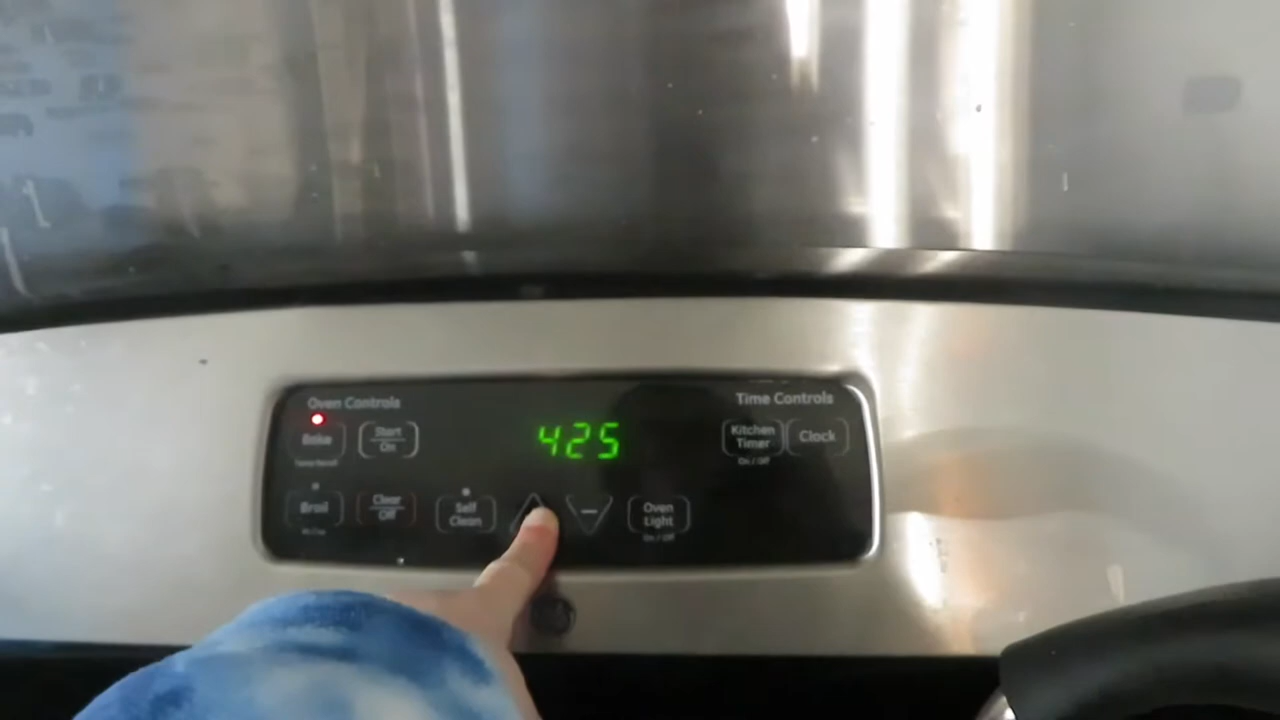 Oven Controls
Time Controls
Bake
Start
On
425
Kitchen
Timer
Clock
On / Off
Broil
Clear
Off
Self
Clean
Oven
Light
On / Off